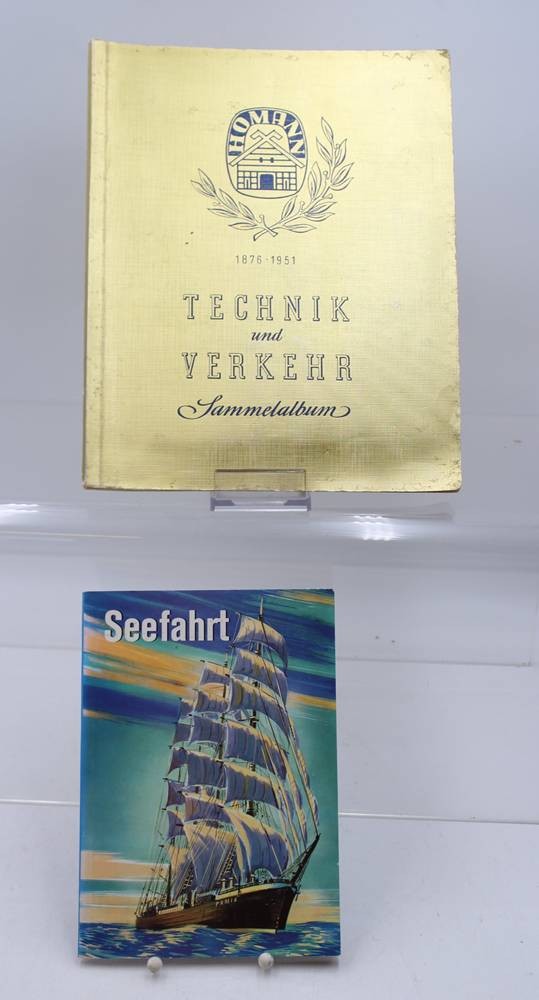 HOMANN
1876-1951
TECHNIK
und
VERKEHR
Sammelalbum
Seefahrt
PAMIR